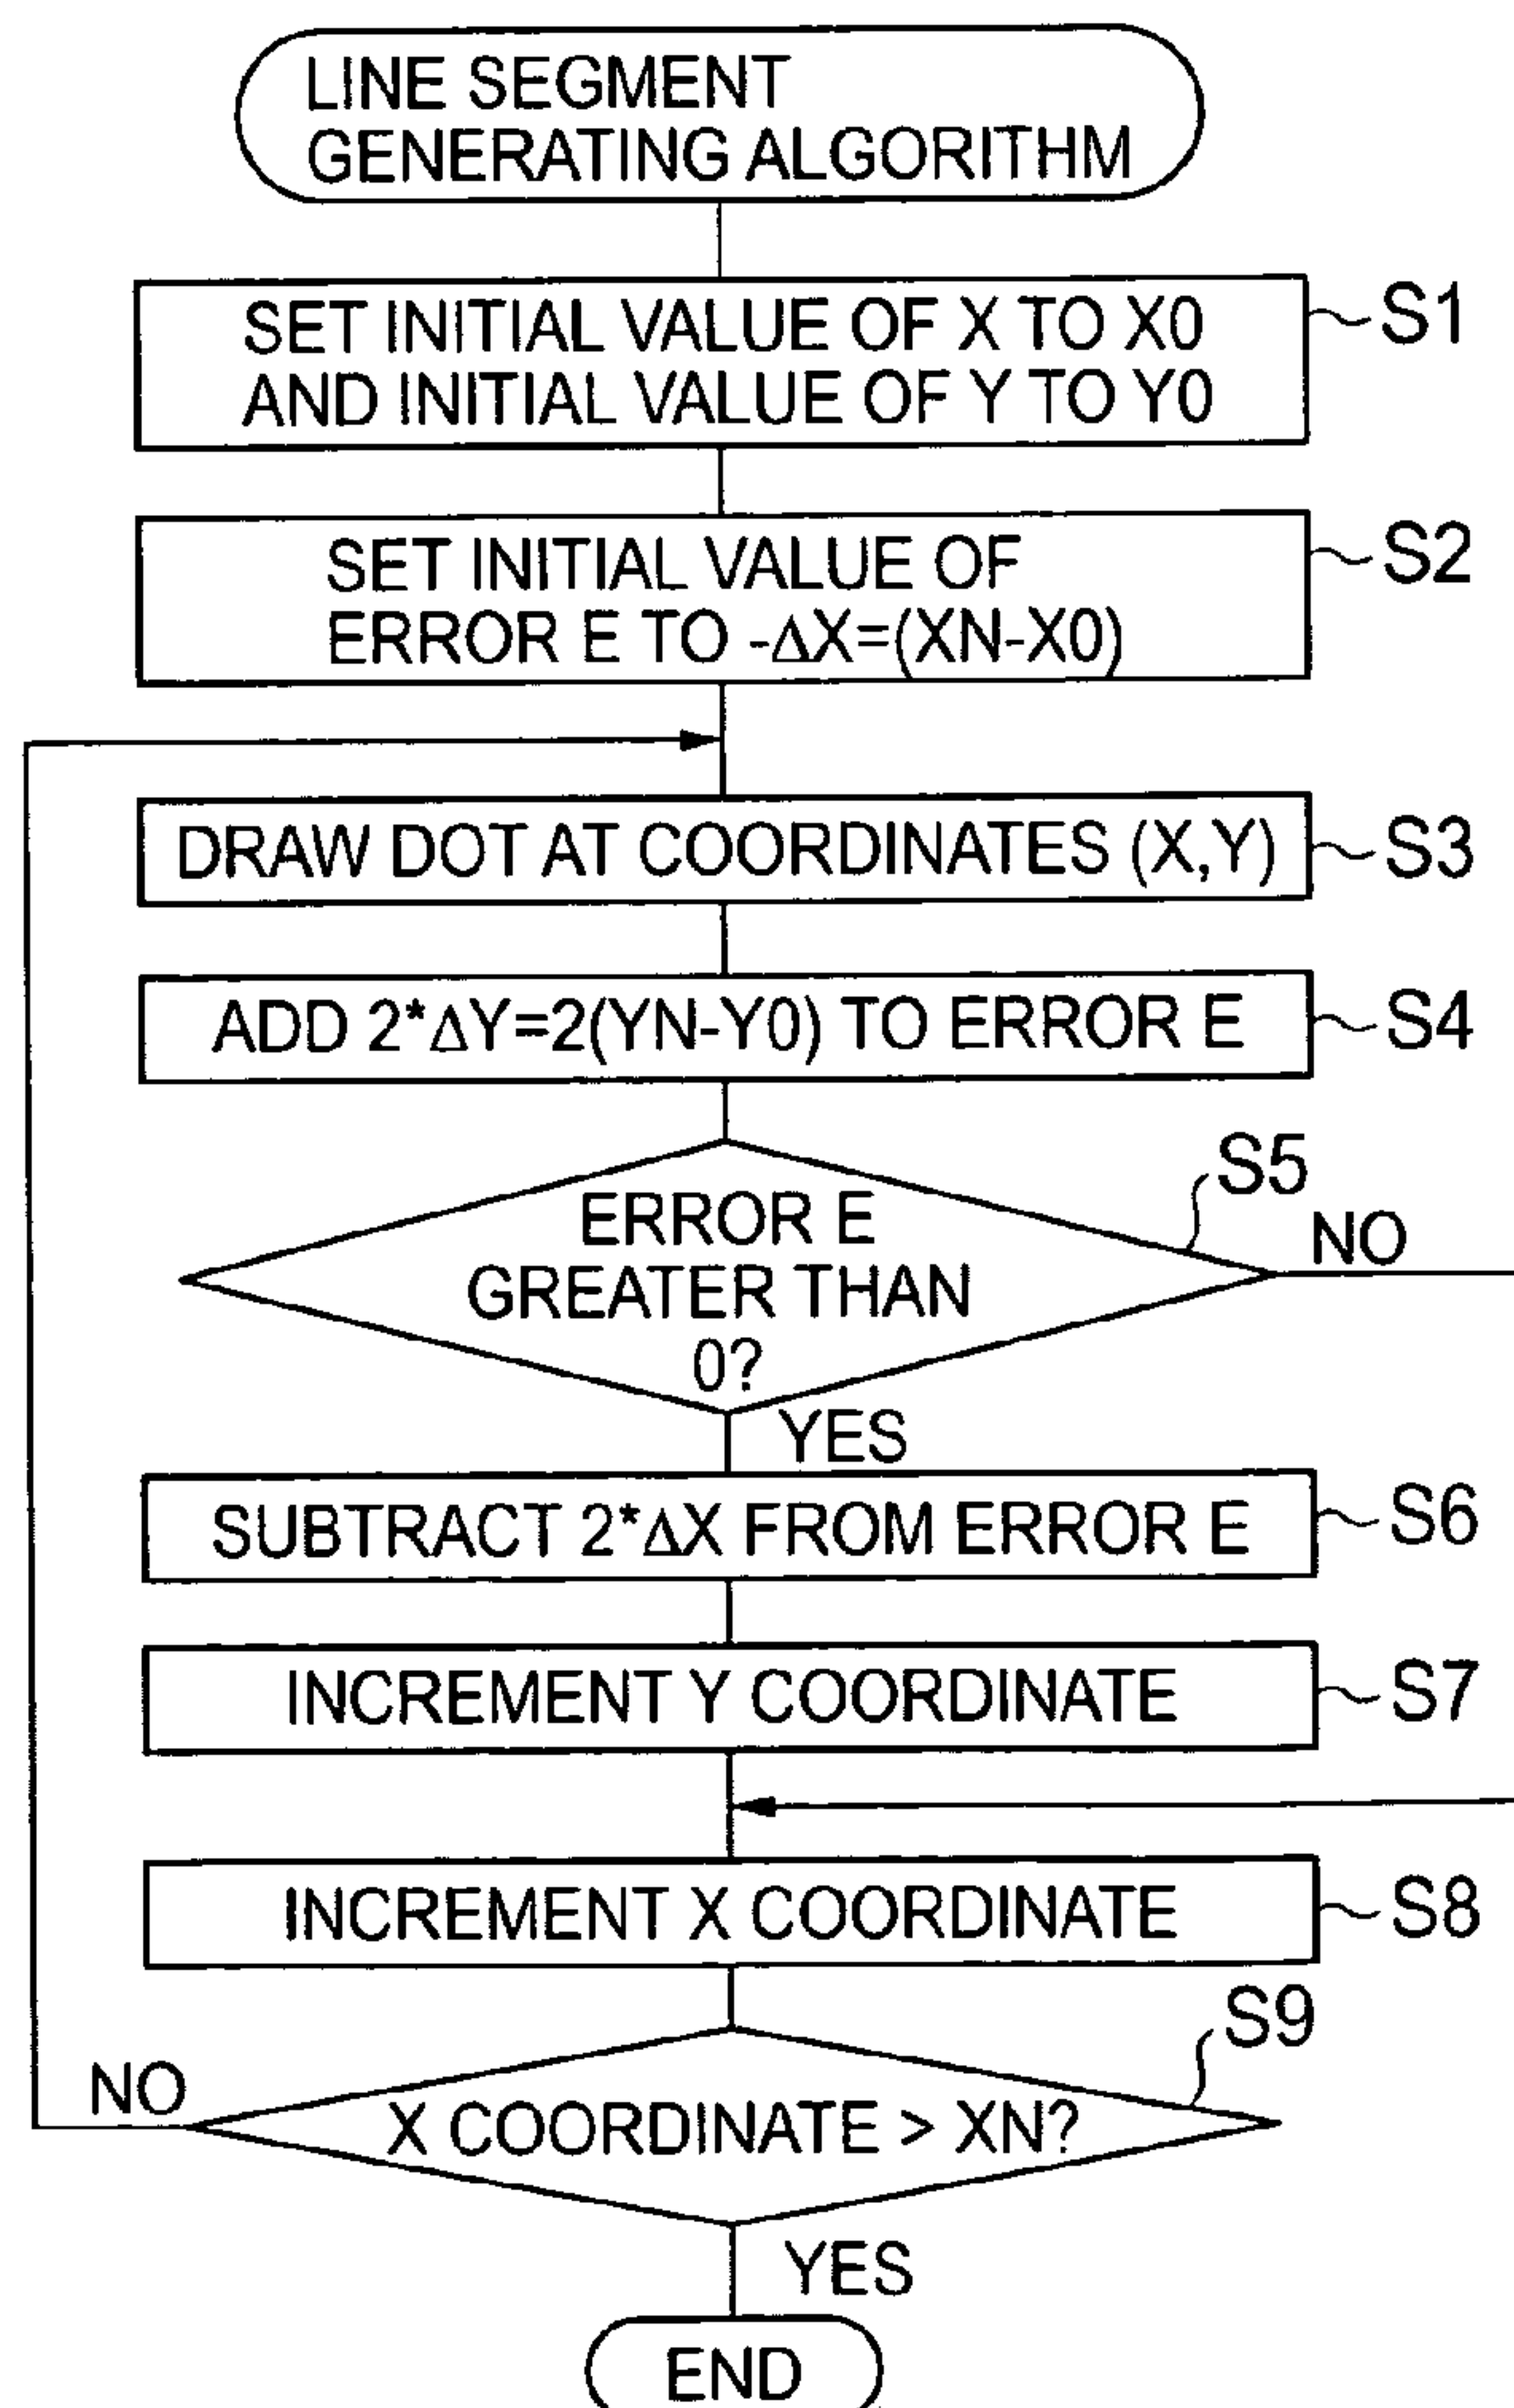 LINE SEGMENT
GENERATING ALGORITHM
SET INITIAL VALUE OF X TO X0
AND INITIAL VALUE OF Y TO Y0
S1
SET INITIAL VALUE OF
ERROR E TO -ΔX=(XN-X0)
S2
DRAW DOT AT COORDINATES (X,Y)
S3
ADD 2*ΔY=2(YN-Y0) TO ERROR E
S4
S5
ERROR E
GREATER THAN
0?
NO
YES
SUBTRACT 2*ΔX FROM ERROR E
S6
INCREMENT Y COORDINATE
S7
INCREMENT X COORDINATE
S8
S9
NO
X COORDINATE > XN?
YES
END